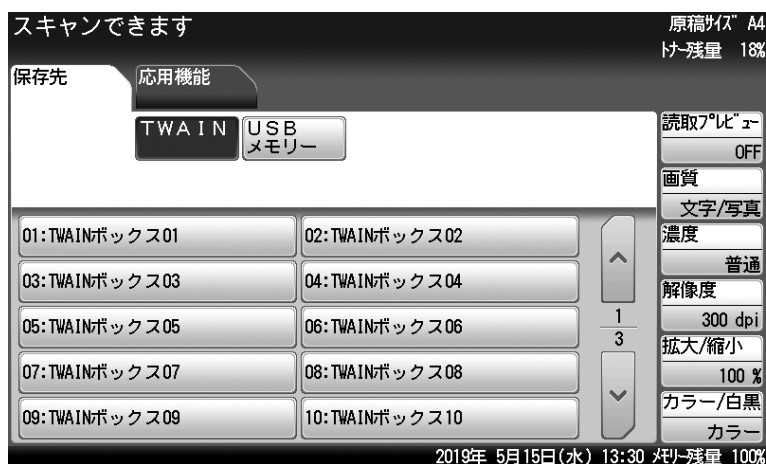 スキャンできます
原稿ｻｲｽﾞ A4
ﾄﾅｰ残量 18%
保存先
応用機能
ＴＷＡＩＮ
ＵＳＢ
メモリー
読取ﾌﾟﾚﾋﾞｭｰ
OFF
画質
文字/写真
濃度
普通
解像度
300 dpi
拡大/縮小
100 %
カラー/白黒
カラー
01:TWAINボックス01
02:TWAINボックス02
03:TWAINボックス03
04:TWAINボックス04
05:TWAINボックス05
06:TWAINボックス06
07:TWAINボックス07
08:TWAINボックス08
09:TWAINボックス09
10:TWAINボックス10
1
3
2019年 5月15日(水) 13:30 ﾒﾓﾘｰ残量 100%